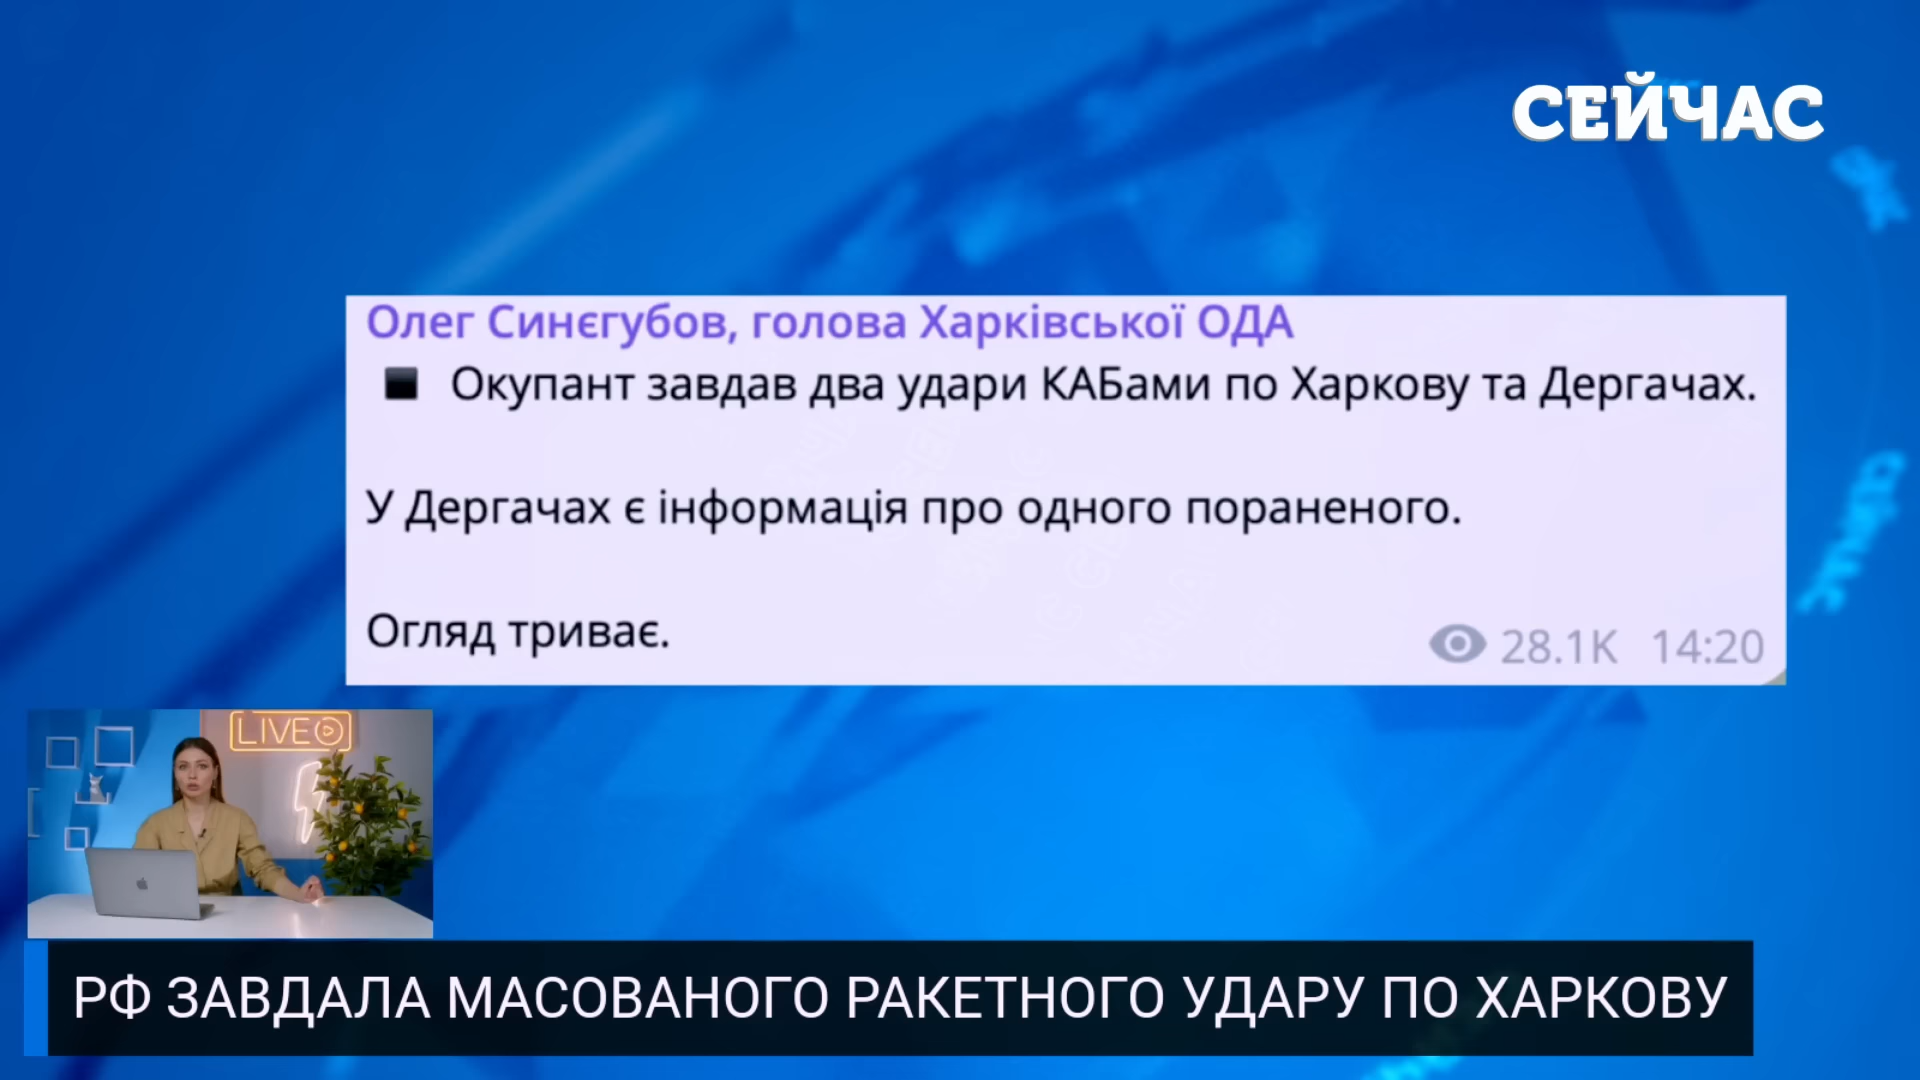 СЕЙЧАС
Олег Синєгубов, голова Харківської ОДА
Окупант завдав два удари КАБами по Харкову та Дергачах.
У Дергачах є інформація про одного пораненого.
Огляд триває.
28.1K 14:20
LIVE
РФ ЗАВДАЛА МАСОВАНОГО РАКЕТНОГО УДАРУ ПО ХАРКОВУ